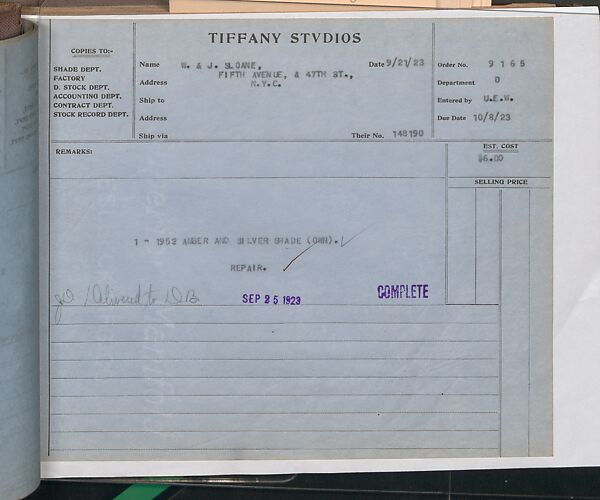 TIFFANY STVDIOS
COPIES TO:-
SHADE DEPT.
FACTORY
D. STOCK DEPT.
ACCOUNTING DEPT.
CONTRACT DEPT.
STOCK RECORD DEPT.
Name W. & J. SLOANE, Date 9/21/23
Address FIFTH AVENUE, & 47TH ST.,
N.Y.C.
Ship to
Address
Ship via Their No. 148190
Order No. 9165
Department D
Entered by U.E.W.
Due Date 10/8/23
REMARKS:
EST. COST
$6.00
SELLING PRICE
1 - 1952 AMBER AND SILVER SHADE (OWN).
REPAIR.
Delivered to D.B.
SEP 25 1923
COMPLETE